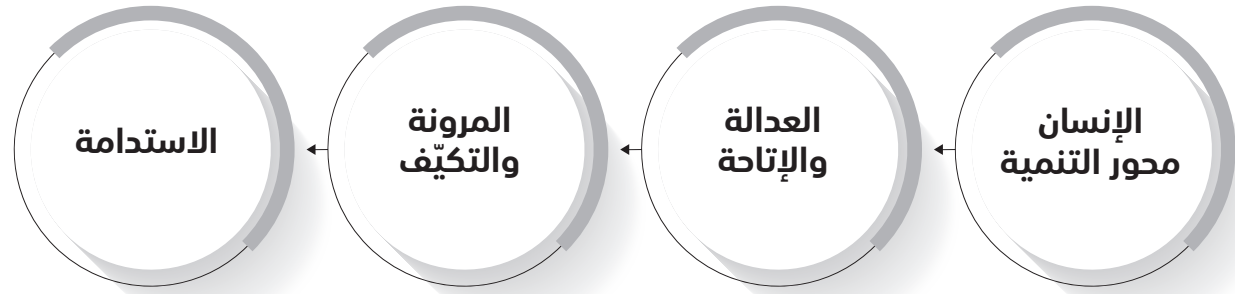 الإنسان
محور التنمية
العدالة
والإتاحة
المرونة
والتكيّف
الاستدامة